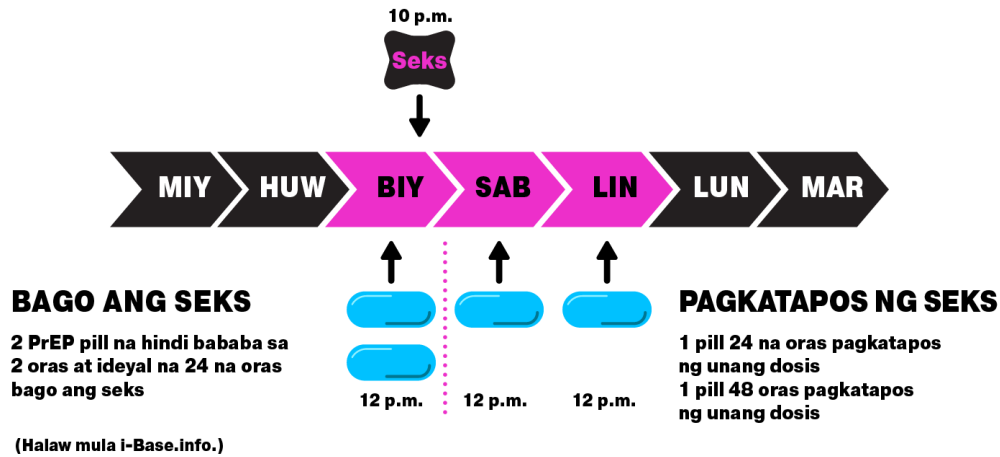 10 p.m.
Seks
MIY
HUW
BIY
SAB
LIN
LUN
MAR
BAGO ANG SEKS
2 PrEP pill na hindi bababa sa
2 oras at ideyal na 24 na oras
bago ang seks
12 p.m.
12 p.m.
12 p.m.
PAGKATAPOS NG SEKS
1 pill 24 na oras pagkatapos
ng unang dosis
1 pill 48 oras pagkatapos
ng unang dosis
(Halaw mula i-Base.info.)